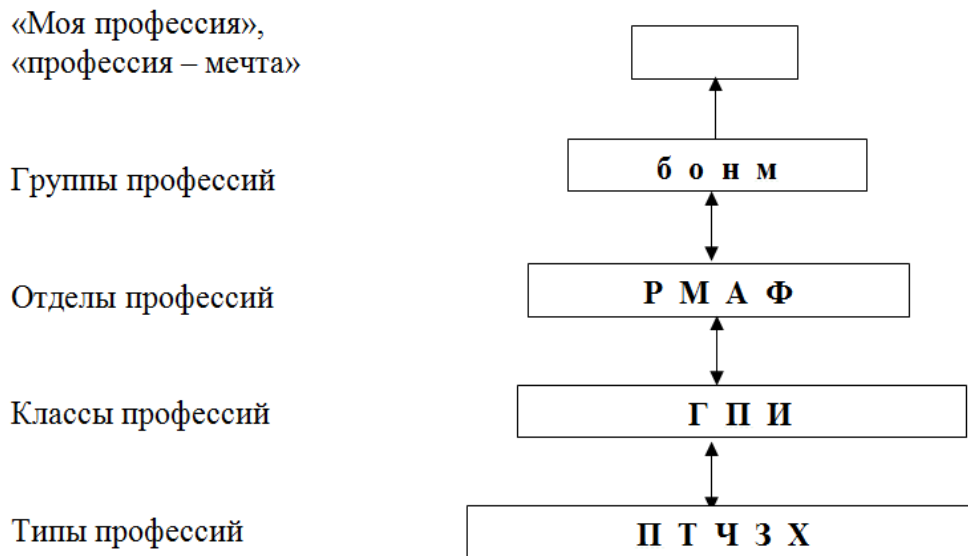 «Моя профессия»,
«профессия – мечта»
Группы профессий
б о н м
Отделы профессий
Р М А Ф
Классы профессий
Г П И
Типы профессий
П Т Ч З Х